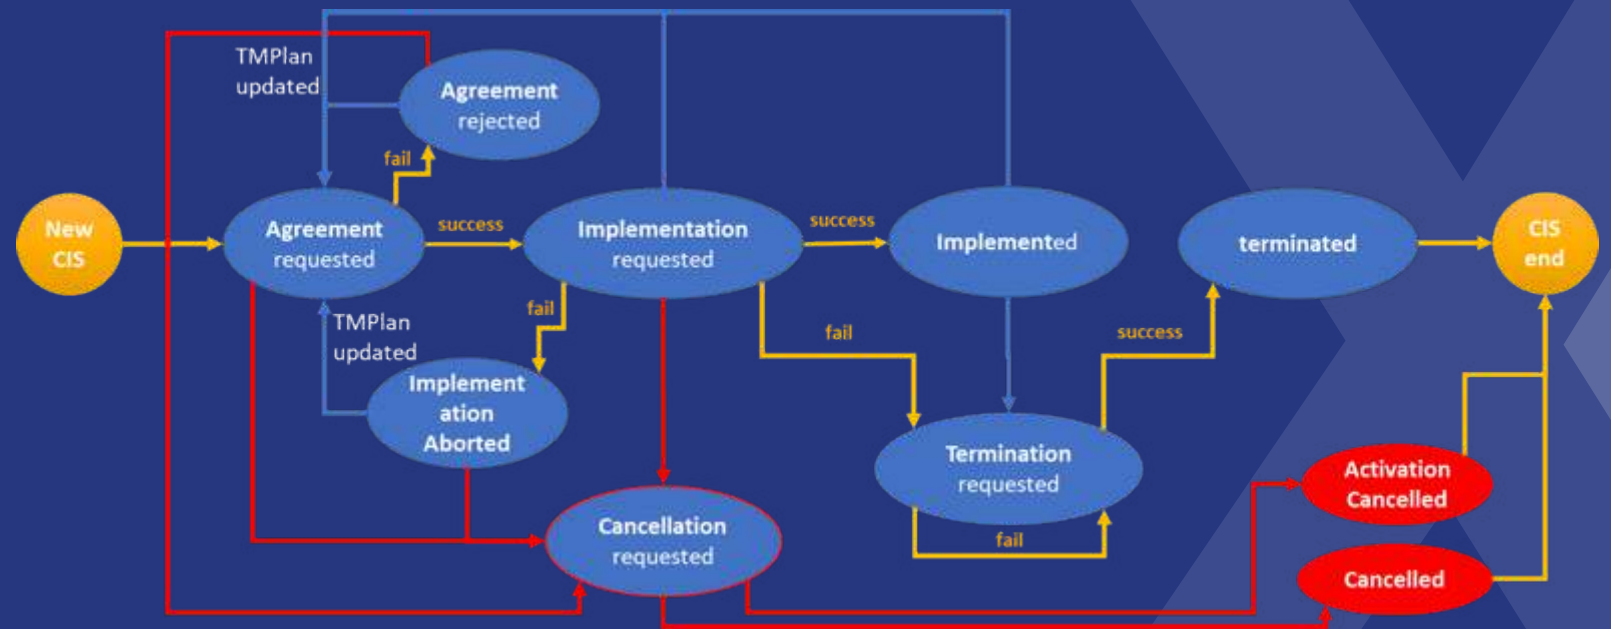 TMPlan
updated
Agreement
rejected
fail
New
CIS
Agreement
requested
success
Implementation
requested
success
Implemented
terminated
CIS
end
TMPlan
updated
fail
fail
success
Implement
ation
Aborted
Termination
requested
fail
Activation
Cancelled
Cancellation
requested
Cancelled